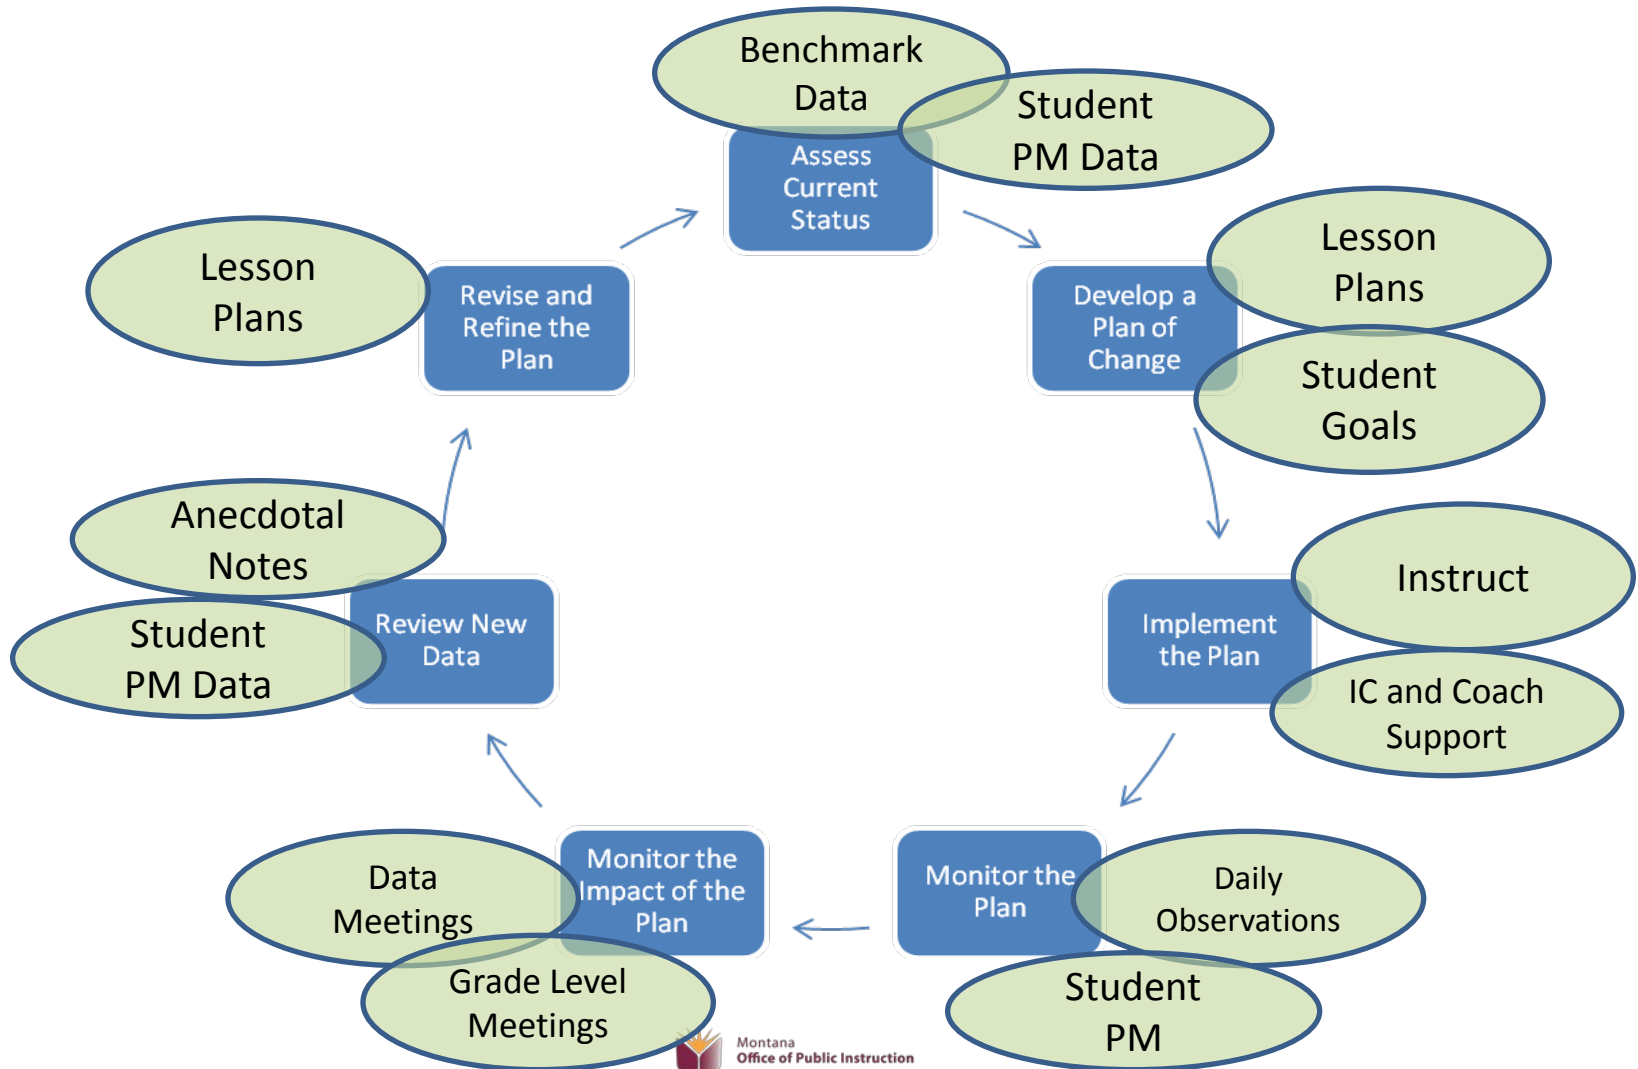 Benchmark
Data
Student
PM Data
Assess
Current
Status
Lesson
Plans
Student
Goals
Develop a
Plan of
Change
Instruct
IC and Coach
Support
Implement
the Plan
Daily
Observations
Student
PM
Monitor the
Plan
Data
Meetings
Grade Level
Meetings
Monitor the
Impact of the
Plan
Anecdotal
Notes
Student
PM Data
Review New
Data
Lesson
Plans
Revise and
Refine the
Plan
Montana
Office of Public Instruction